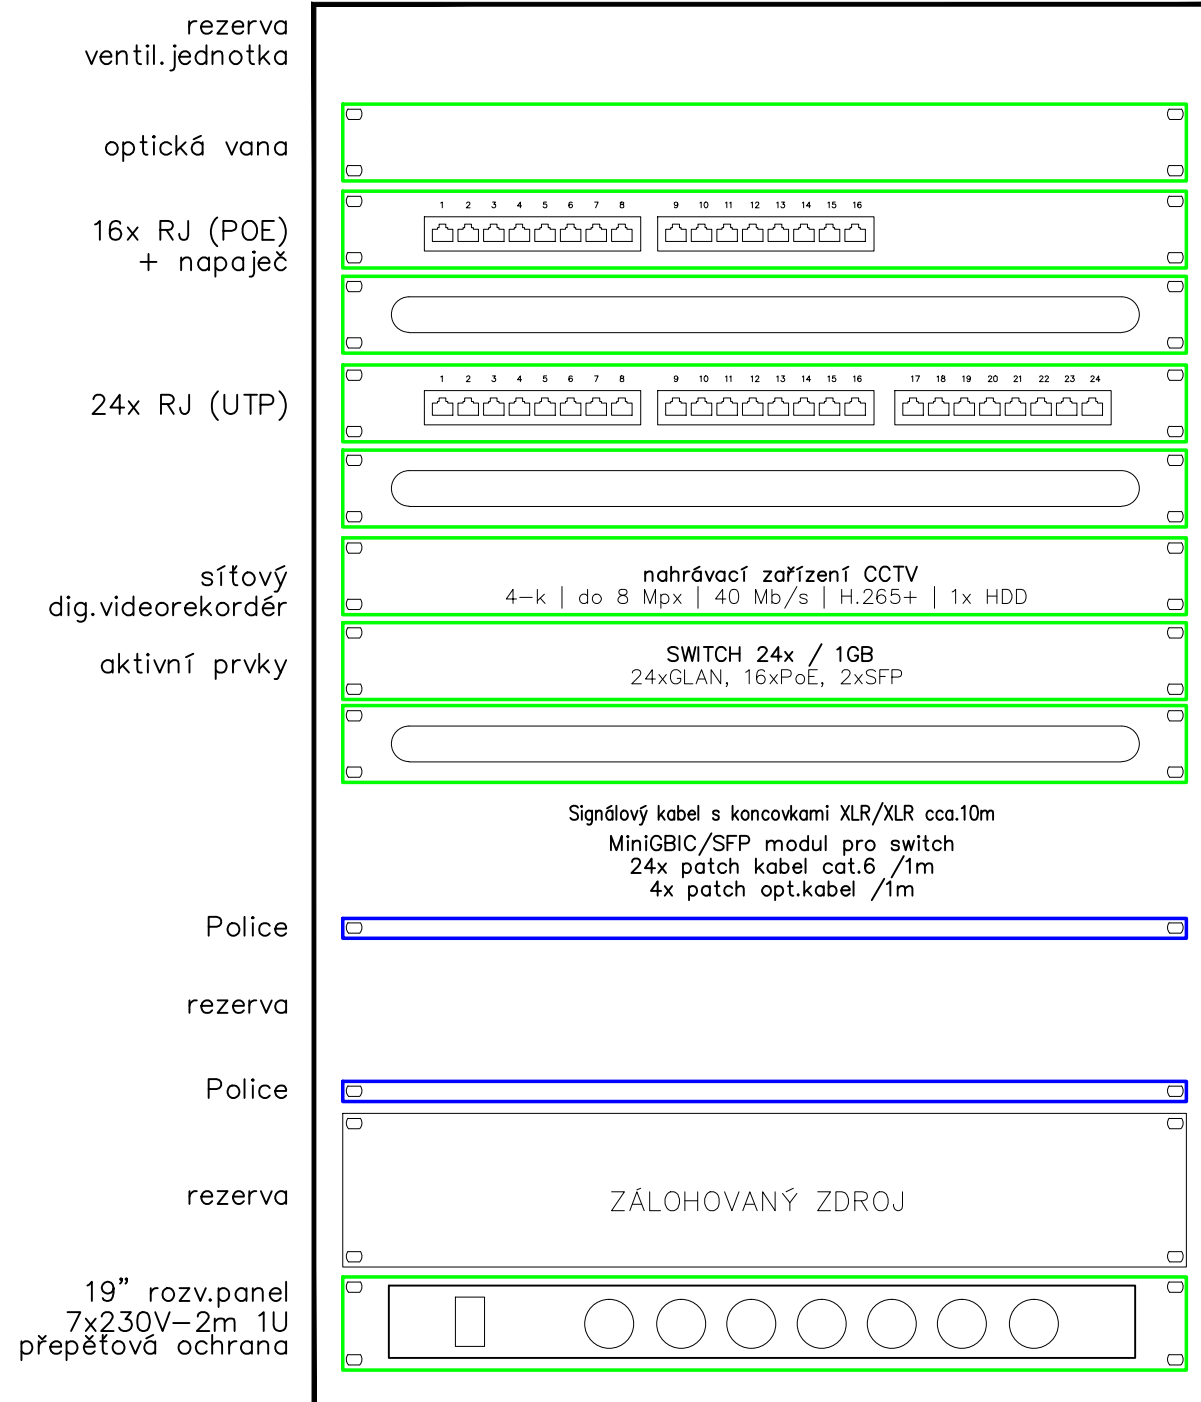 rezerva
ventil.jednotka
optická vana
16x RJ (POE)
+ napaječ
1 2 3 4 5 6 7 8 9 10 11 12 13 14 15 16
24x RJ (UTP)
1 2 3 4 5 6 7 8 9 10 11 12 13 14 15 16 17 18 19 20 21 22 23 24
síťový
dig.videorekordér
nahrávací zařízení CCTV
4-k | do 8 Mpx | 40 Mb/s | H.265+ | 1x HDD
aktivní prvky
SWITCH 24x / 1GB
24xGLAN, 16xPoE, 2xSFP
Signálový kabel s koncovkami XLR/XLR cca.10m
MiniGBIC/SFP modul pro switch
24x patch kabel cat.6 /1m
4x patch opt.kabel /1m
Police
rezerva
Police
rezerva
ZÁLOHOVANÝ ZDROJ
19" rozv.panel
7x230V-2m 1U
přepěťová ochrana